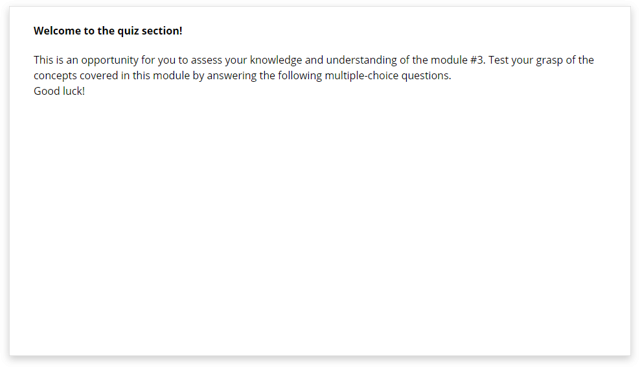 Welcome to the quiz section!
This is an opportunity for you to assess your knowledge and understanding of the module #3. Test your grasp of the
concepts covered in this module by answering the following multiple-choice questions.
Good luck!